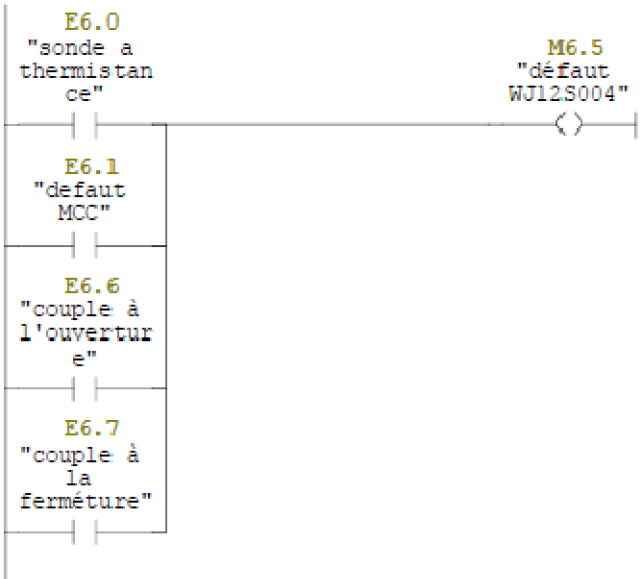 E6.0
"sonde a
thermistan
ce"
M6.5
"défaut
WJ12S004"
E6.1
"defaut
MCC"
E6.6
"couple à
l'ouvertur
e"
E6.7
"couple à
la
ferméture"